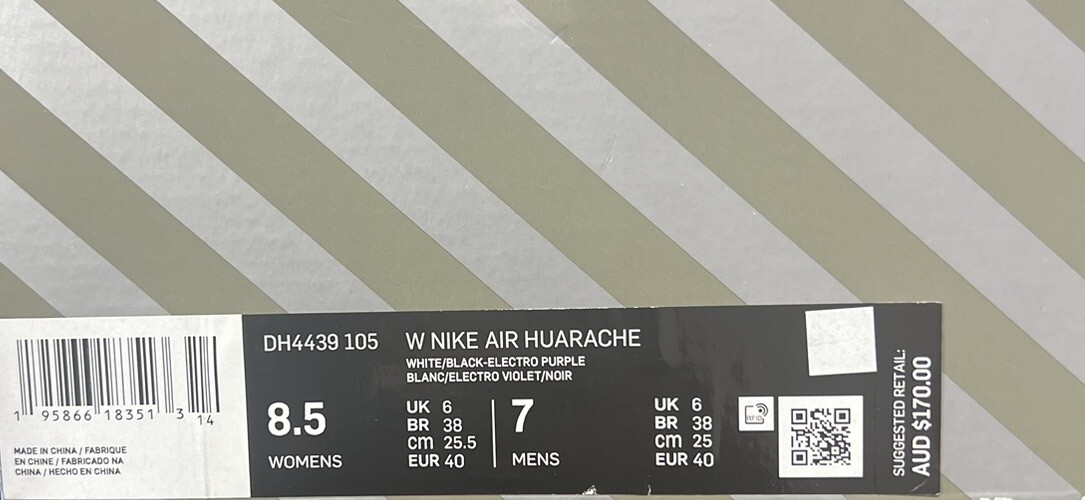 DH4439 105 W NIKE AIR HUARACHE
WHITE/BLACK-ELECTRO PURPLE
BLANC/ELECTRO VIOLET/NOIR
1 95866 18351 3 14
MADE IN CHINA / FABRIQUE
EN CHINE / FABRICADO NA
CHINA / HECHO EN CHINA
8.5
WOMENS
UK 6
BR 38
cm 25.5
EUR 40
7
MENS
UK 6
BR 38
cm 25
EUR 40
RFID
SUGGESTED RETAIL:
AUD $170.00